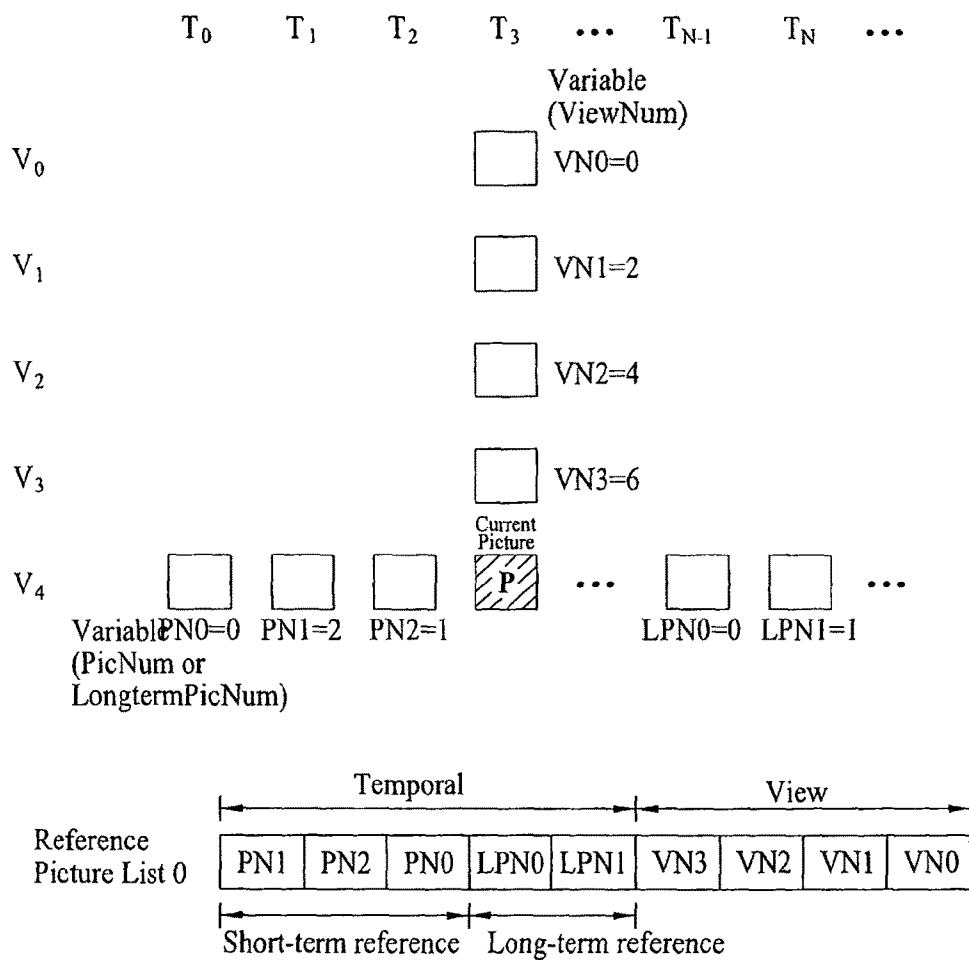 T0 T1 T2 T3 ••• TN-1 TN •••
Variable
(ViewNum)
V0 VN0=0
V1 VN1=2
V2 VN2=4
V3 VN3=6
Current
Picture
V4 P ••• •••
Variable PN0=0 PN1=2 PN2=1 LPN0=0 LPN1=1
(PicNum or
LongtermPicNum)
Temporal View
Reference
Picture List 0 PN1 PN2 PN0 LPN0 LPN1 VN3 VN2 VN1 VN0
Short-term reference Long-term reference